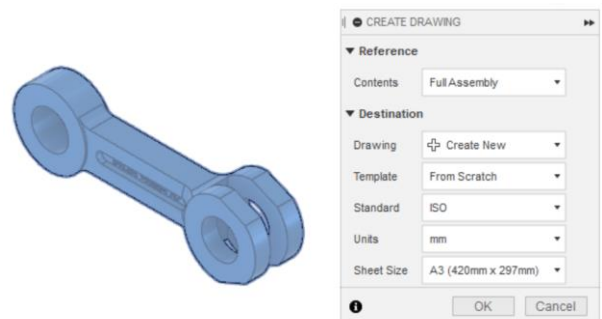 CREATE DRAWING
Reference
Contents Full Assembly
Destination
Drawing Create New
Template From Scratch
Standard ISO
Units mm
Sheet Size A3 (420mm x 297mm)
OK Cancel